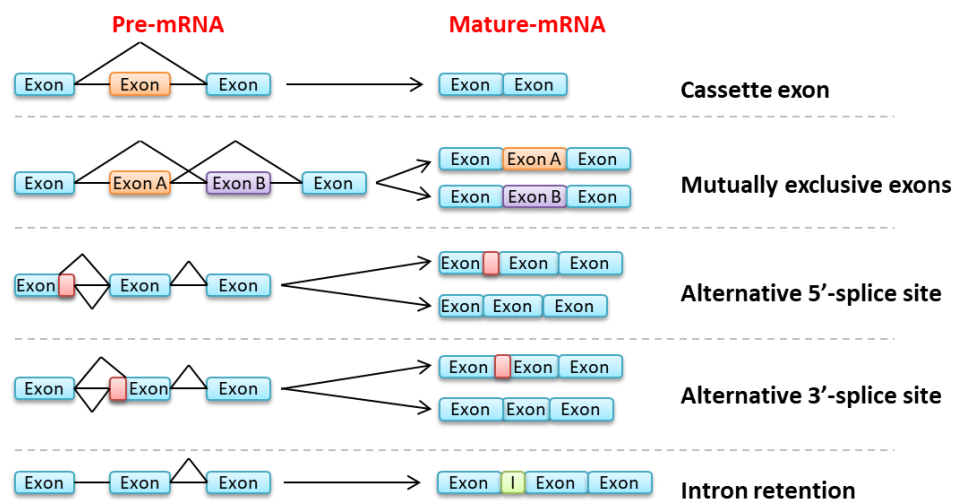 Pre-mRNA Mature-mRNA
Exon Exon Exon Exon Exon Cassette exon
Exon Exon A Exon B Exon Exon Exon A Exon Mutually exclusive exons
Exon Exon B Exon
Exon Exon Exon Exon Exon Exon Alternative 5’-splice site
Exon Exon Exon
Exon Exon Exon Exon Exon Exon Alternative 3’-splice site
Exon Exon Exon
Exon Exon Exon Exon I Exon Exon Intron retention